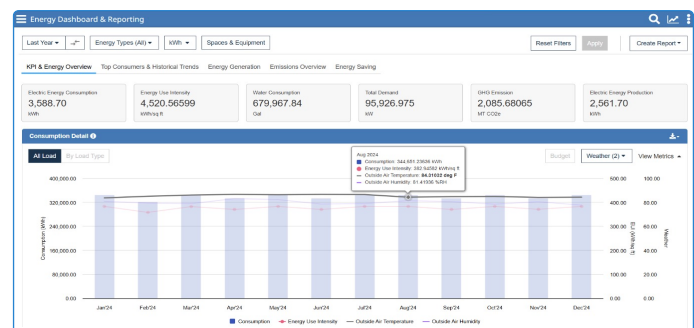 Energy Dashboard & Reporting
Last Year Energy Types (All) kWh Spaces & Equipment Reset Filters Apply Create Report
KPI & Energy Overview Top Consumers & Historical Trends Energy Generation Emissions Overview Energy Saving
Electric Energy Consumption Energy Use Intensity Water Consumption Total Demand GHG Emission Electric Energy Production
3,588.70 4,520.56599 679,967.84 95,926.975 2,085.68065 2,561.70
kWh kWh/sq ft Gal kW MT CO2e kWh
Consumption Detail
All Load By Load Type Budget Weather (2) View Metrics
Aug 2024
Consumption: 344,681.23686 kWh
Energy Use Intensity: 382.94582 kWh/sq ft
Outside Air Temperature: 84.31032 deg F
Outside Air Humidity: 81.41936 %RH
400,000.00 500.00 100.00
320,000.00 400.00 80.00
240,000.00 300.00 60.00
160,000.00 200.00 40.00
80,000.00 100.00 20.00
0.00 0.00 0.00
Consumption (kWh)
EUI (kWh/sq ft)
Weather
Jan'24 Feb'24 Mar'24 Apr'24 May'24 Jun'24 Jul'24 Aug'24 Sep'24 Oct'24 Nov'24 Dec'24
Consumption Energy Use Intensity Outside Air Temperature Outside Air Humidity